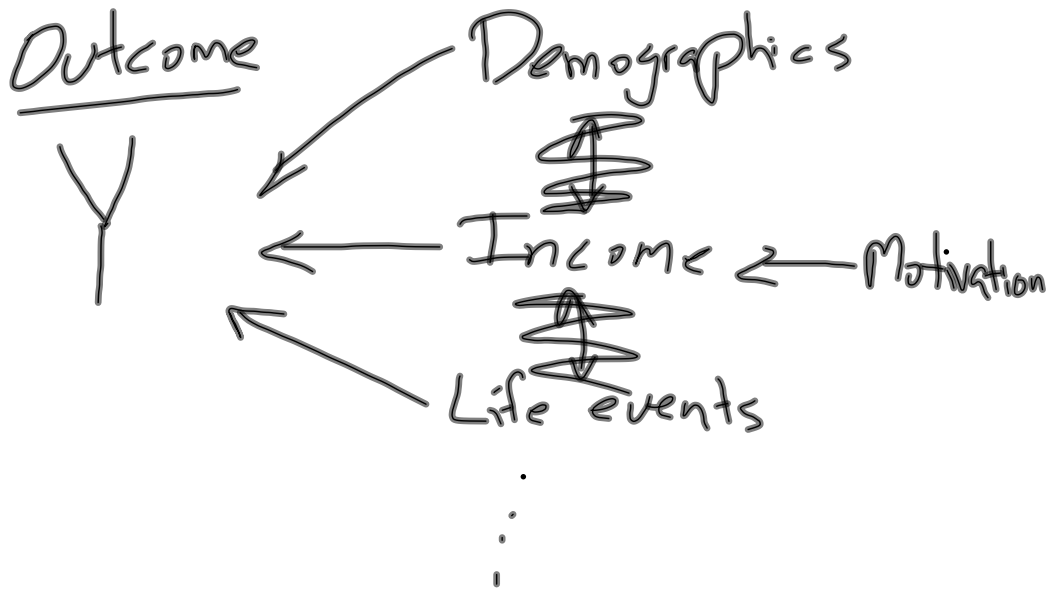 Outcome
Demographics
Y
Income
Motivation
Life events